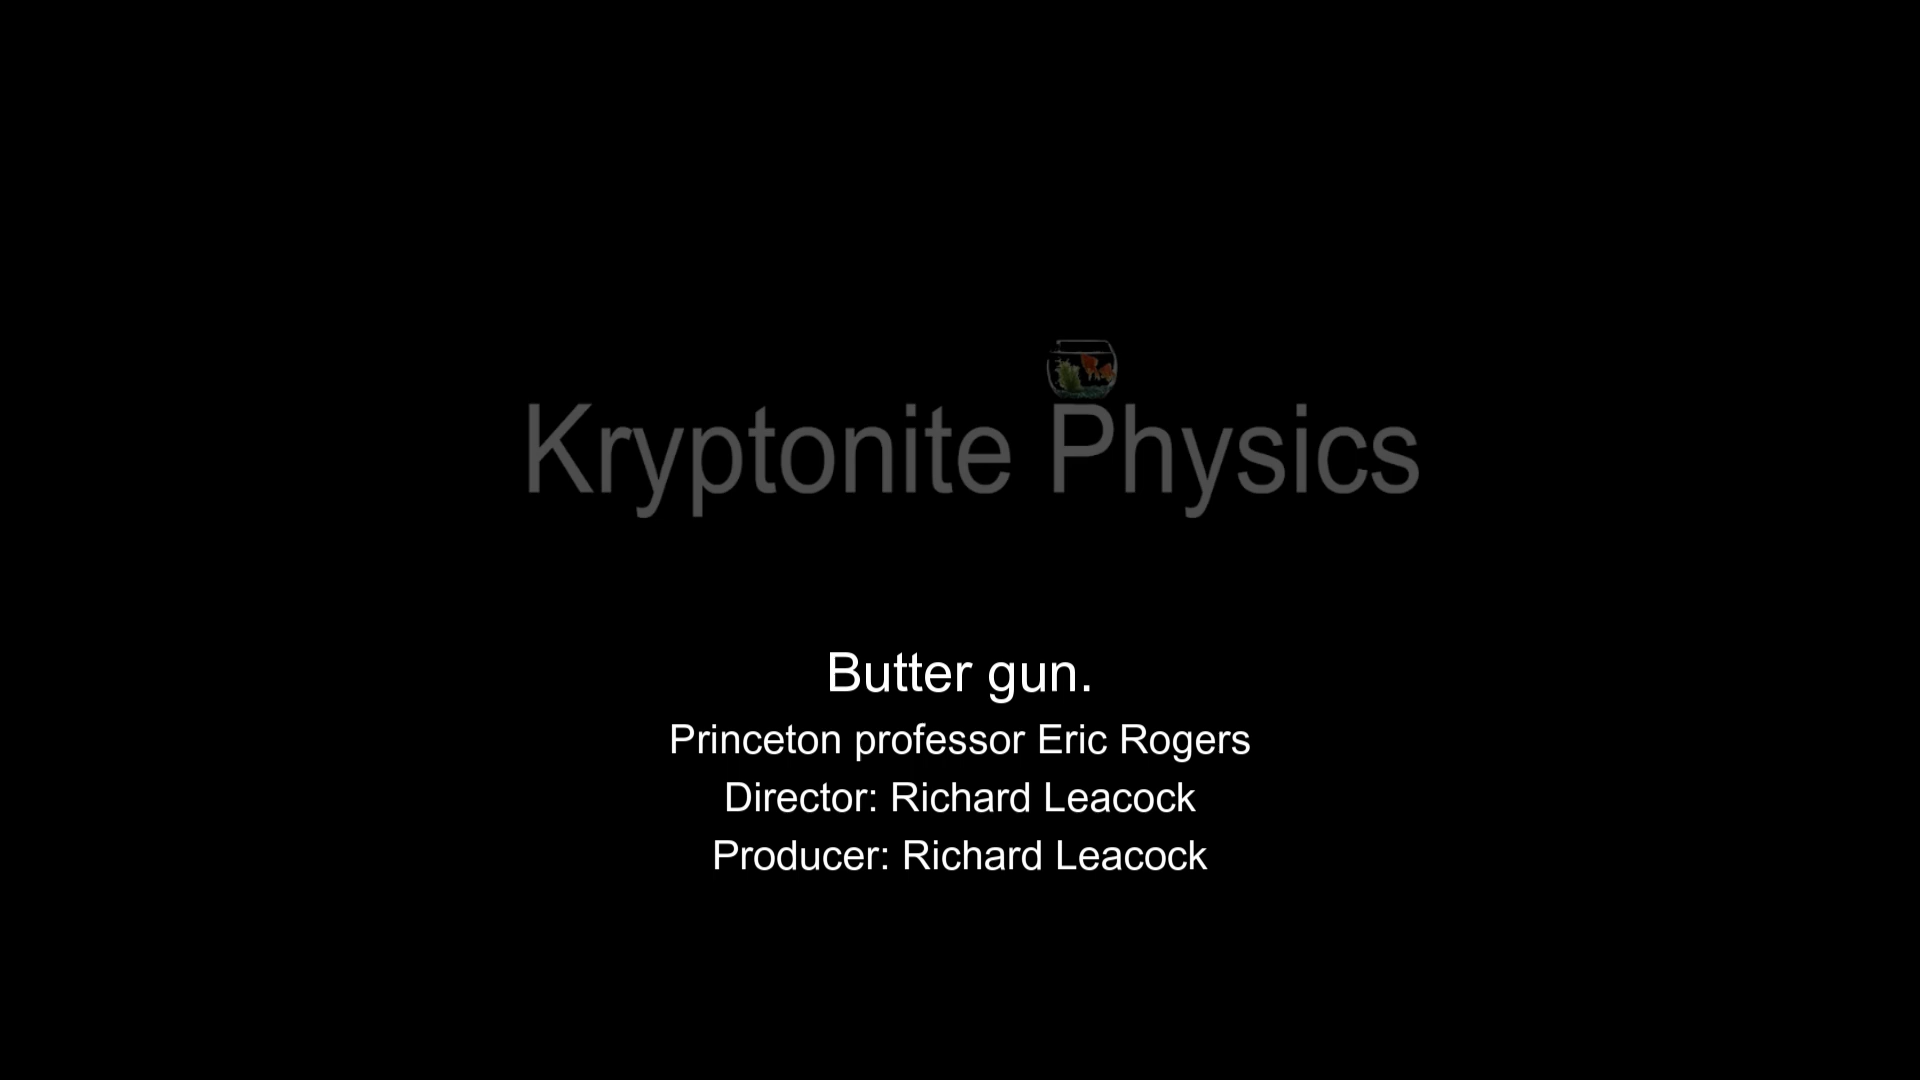 Kryptonite Physics
Butter gun.
Princeton professor Eric Rogers
Director: Richard Leacock
Producer: Richard Leacock